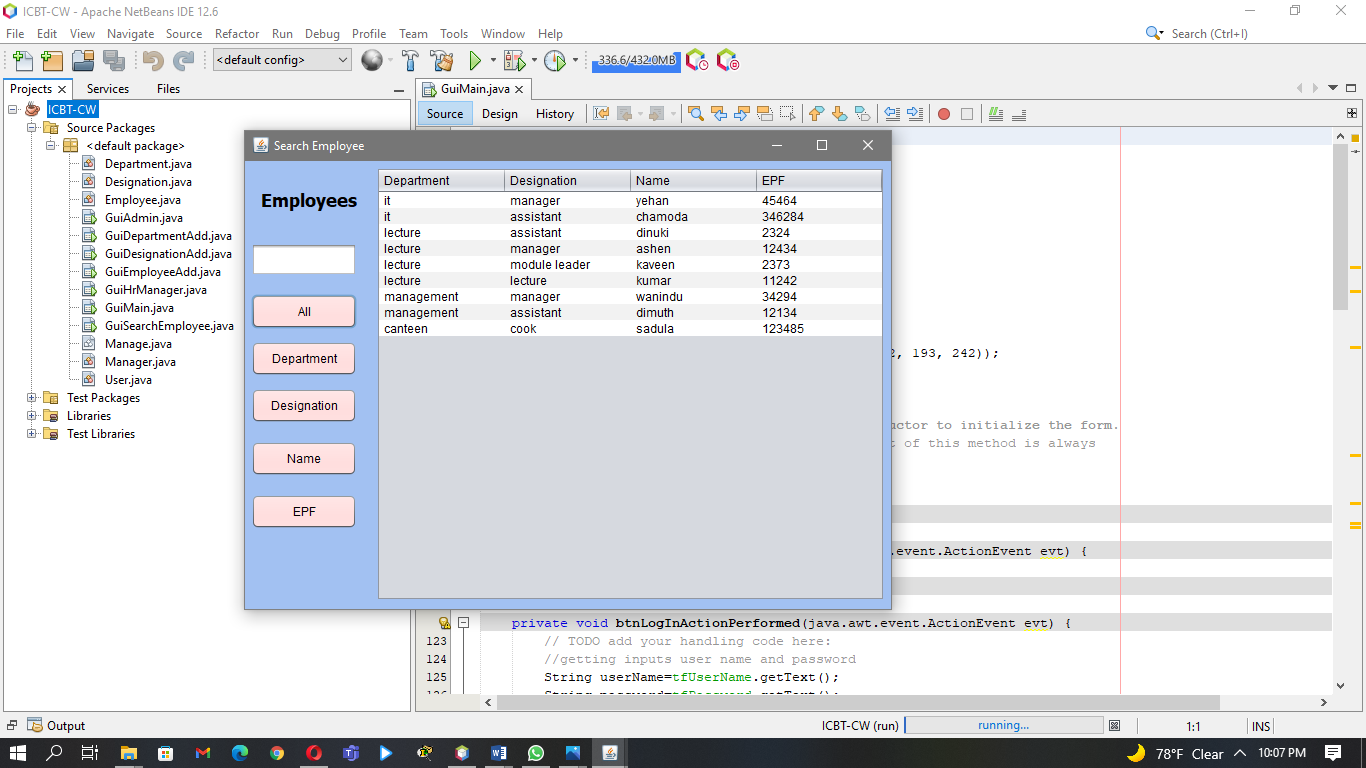 ICBT-CW - Apache NetBeans IDE 12.6
File Edit View Navigate Source Refactor Run Debug Profile Team Tools Window Help
Search (Ctrl+I)
<default config>
336.6/432.0MB
Projects Services Files
GuiMain.java
Source Design History
ICBT-CW
Source Packages
<default package>
Department.java
Designation.java
Employee.java
GuiAdmin.java
GuiDepartmentAdd.java
GuiDesignationAdd.java
GuiEmployeeAdd.java
GuiHrManager.java
GuiMain.java
GuiSearchEmployee.java
Manage.java
Manager.java
User.java
Test Packages
Libraries
Test Libraries
Search Employee
Employees
All
Department
Designation
Name
EPF
Department Designation Name EPF
it manager yehan 45464
it assistant chamoda 346284
lecture assistant dinuki 2324
lecture manager ashen 12434
lecture module leader kaveen 2373
lecture lecture kumar 11242
management manager wanindu 34294
management assistant dimuth 12134
canteen cook sadula 123485
, 193, 242));
to initialize the form.
of this method is always
.event.ActionEvent evt) {
private void btnLogInActionPerformed(java.awt.event.ActionEvent evt) {
123 // TODO add your handling code here:
124 //getting inputs user name and password
125 String userName=tfUserName.getText();
Output
ICBT-CW (run) running... 1:1 INS
78°F Clear 10:07 PM